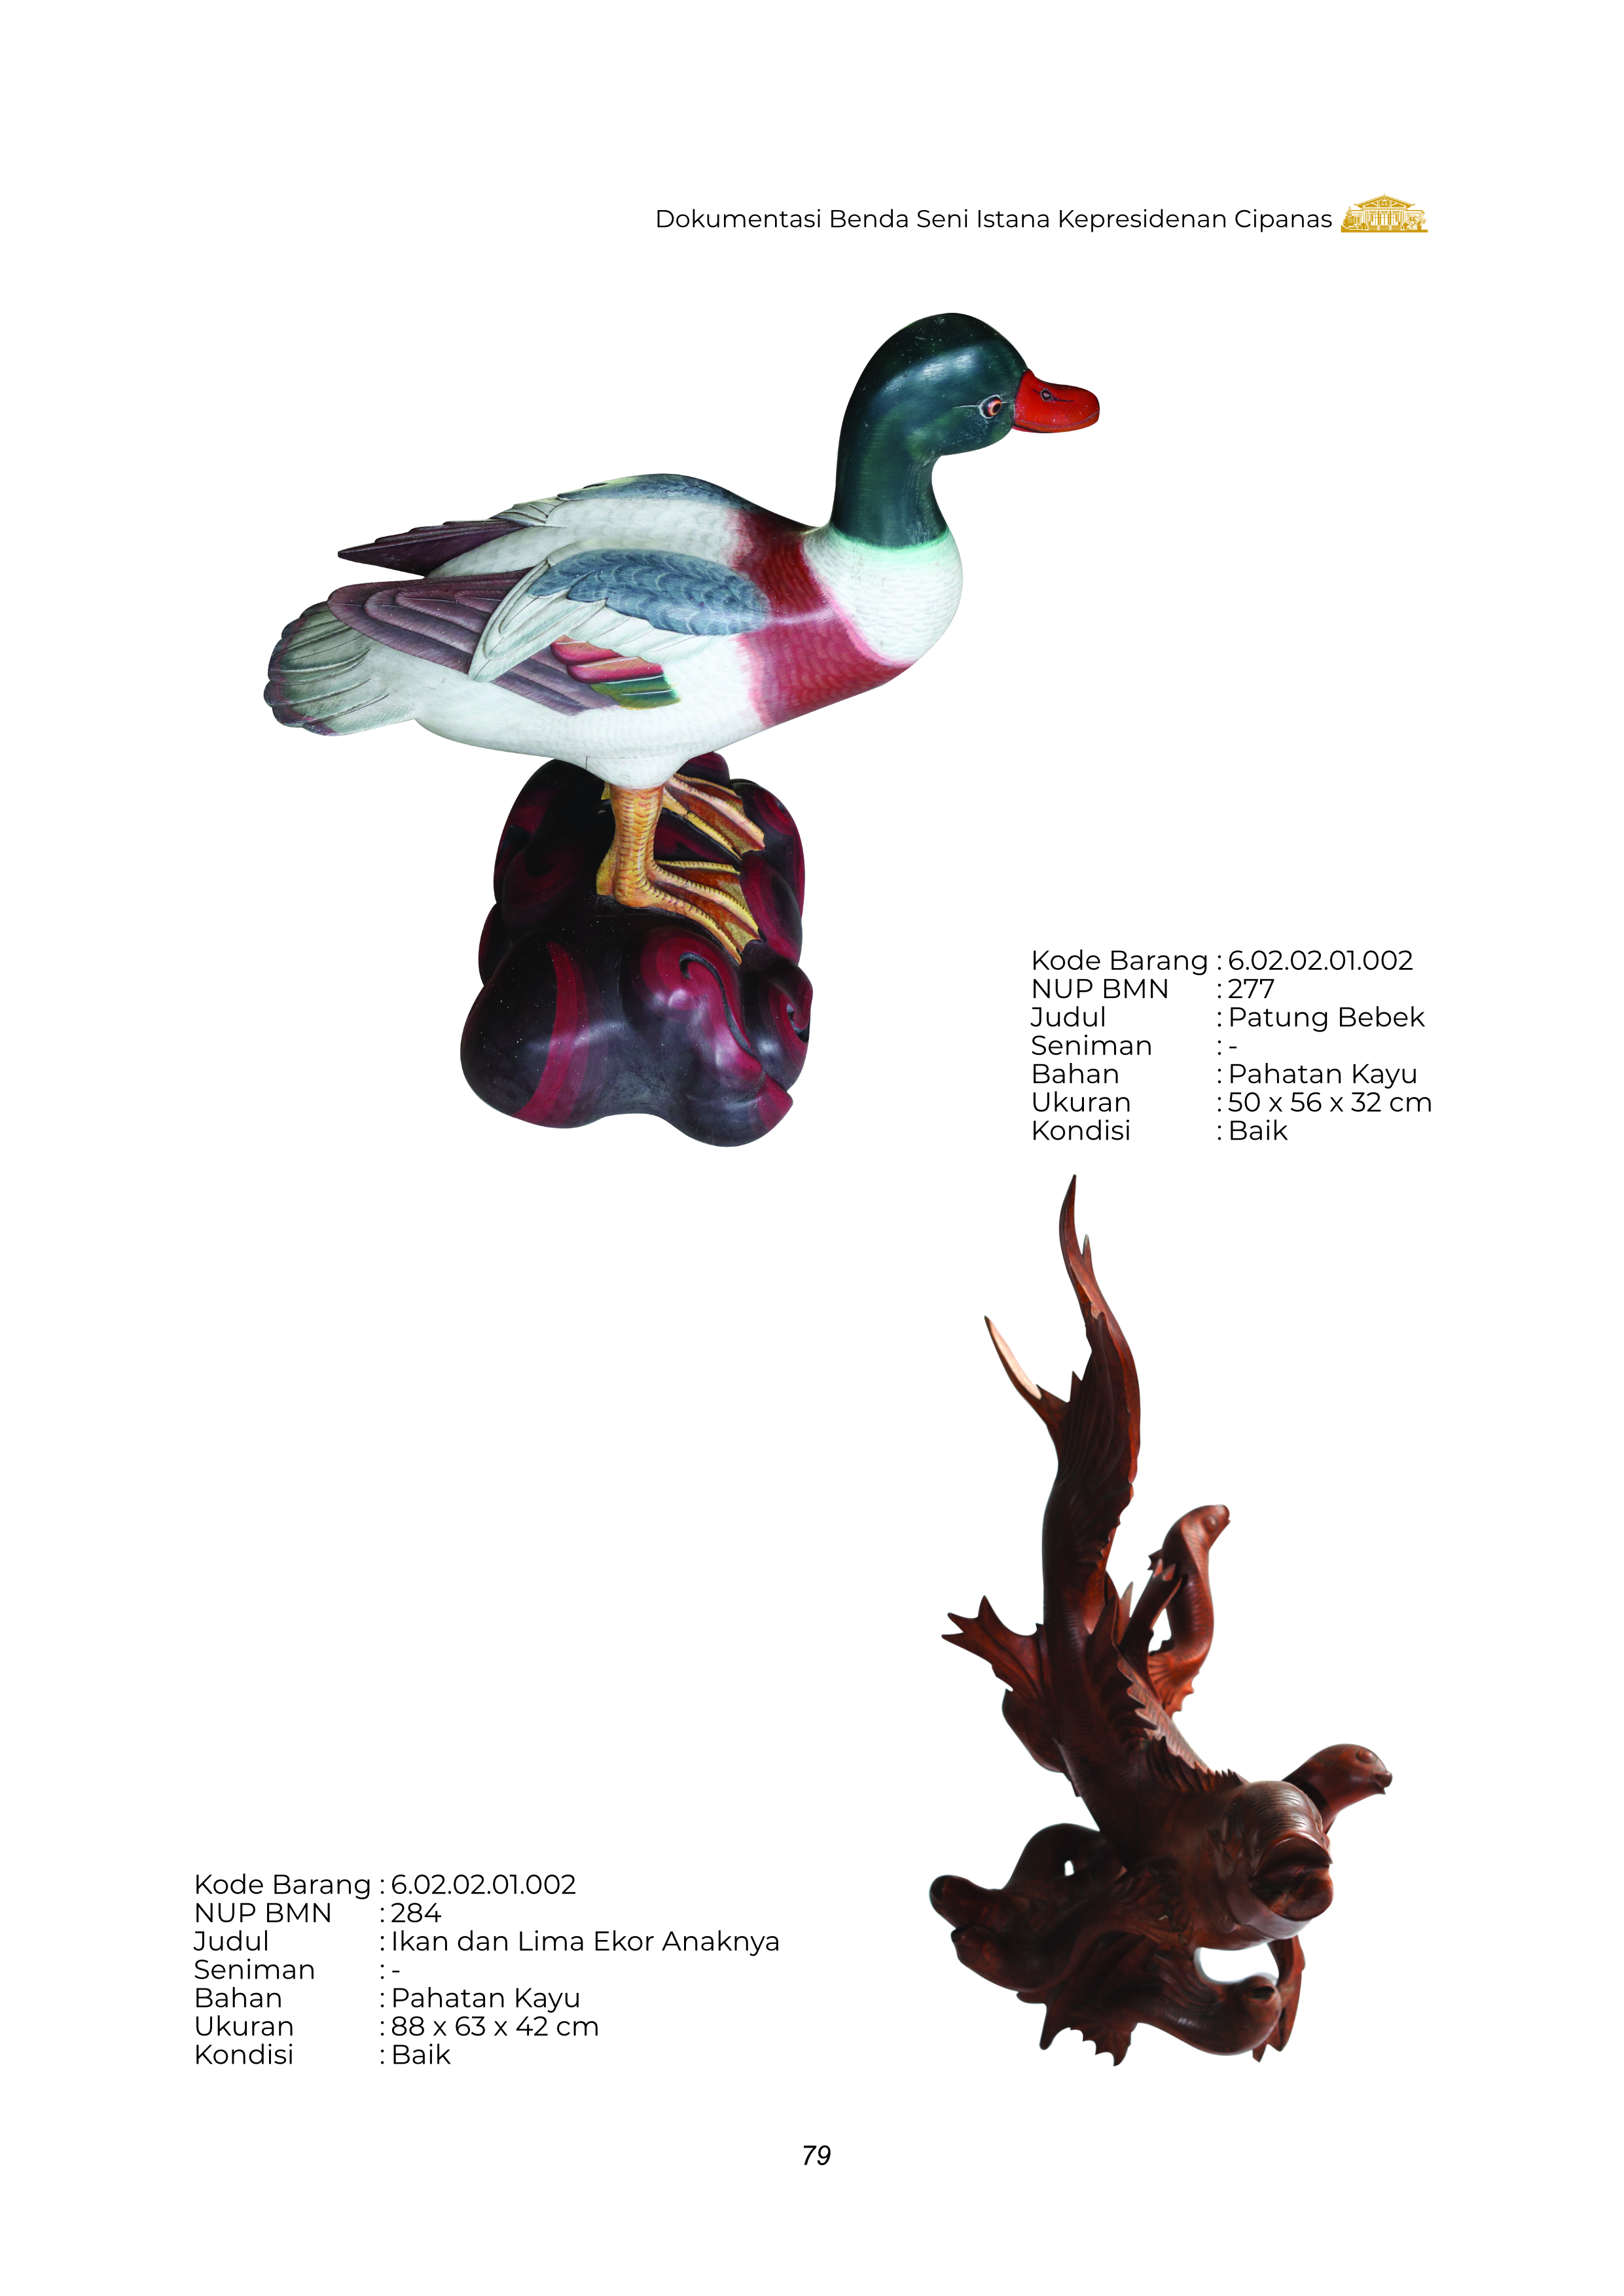 Dokumentasi Benda Seni Istana Kepresidenan Cipanas
Kode Barang : 6.02.02.01.002
NUP BMN : 277
Judul : Patung Bebek
Seniman : -
Bahan : Pahatan Kayu
Ukuran : 50 x 56 x 32 cm
Kondisi : Baik
Kode Barang : 6.02.02.01.002
NUP BMN : 284
Judul : Ikan dan Lima Ekor Anaknya
Seniman : -
Bahan : Pahatan Kayu
Ukuran : 88 x 63 x 42 cm
Kondisi : Baik
79